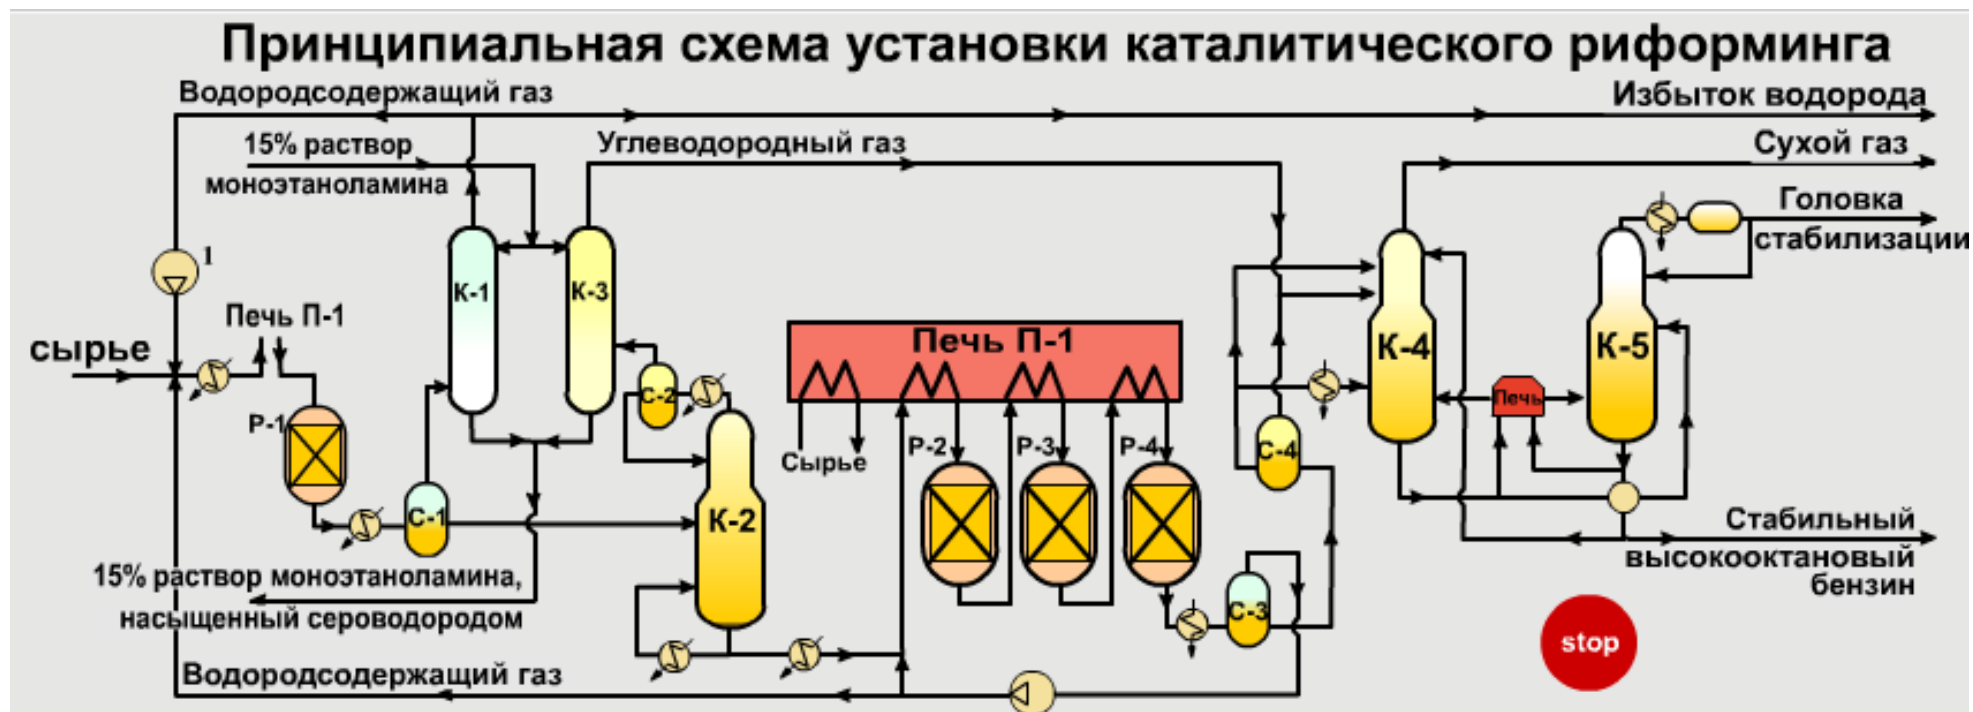 Принципиальная схема установки каталитического риформинга
Водородсодержащий газ
Избыток водорода
15% раствор
моноэтаноламина
Углеводородный газ
Сухой газ
Головка
стабилизации
1
Печь П-1
сырье
К-1
К-3
Печь П-1
К-4
К-5
С-2
Печь
Р-1
Сырье
Р-2
Р-3
Р-4
С-4
С-1
К-2
Стабильный
высокооктановый
бензин
15% раствор моноэтаноламина,
насыщенный сероводородом
С-3
stop
Водородсодержащий газ